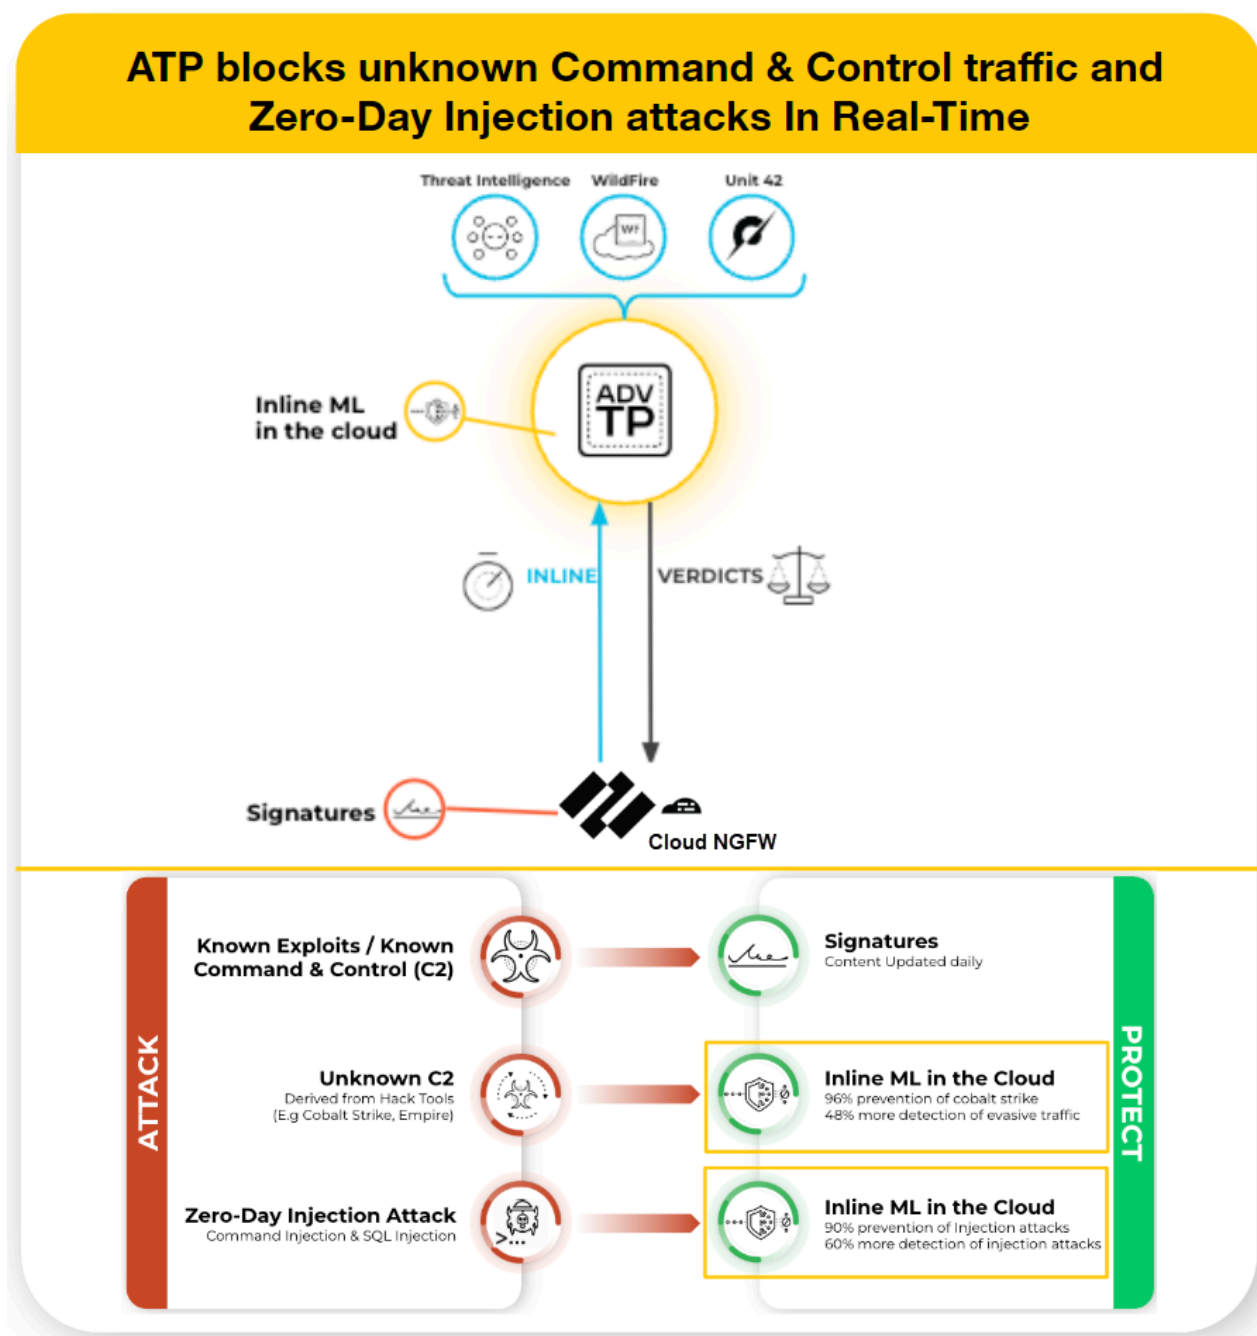 ATP blocks unknown Command & Control traffic and
Zero-Day Injection attacks In Real-Time
Threat Intelligence
WildFire
Unit 42
WF
ADV
TP
Inline ML
in the cloud
INLINE
VERDICTS
Signatures
Cloud NGFW
ATTACK
Known Exploits / Known
Command & Control (C2)
Signatures
Content Updated daily
Unknown C2
Derived from Hack Tools
(E.g Cobalt Strike, Empire)
Inline ML in the Cloud
96% prevention of cobalt strike
48% more detection of evasive traffic
Zero-Day Injection Attack
Command Injection & SQL Injection
>...
Inline ML in the Cloud
90% prevention of Injection attacks
60% more detection of injection attacks
PROTECT